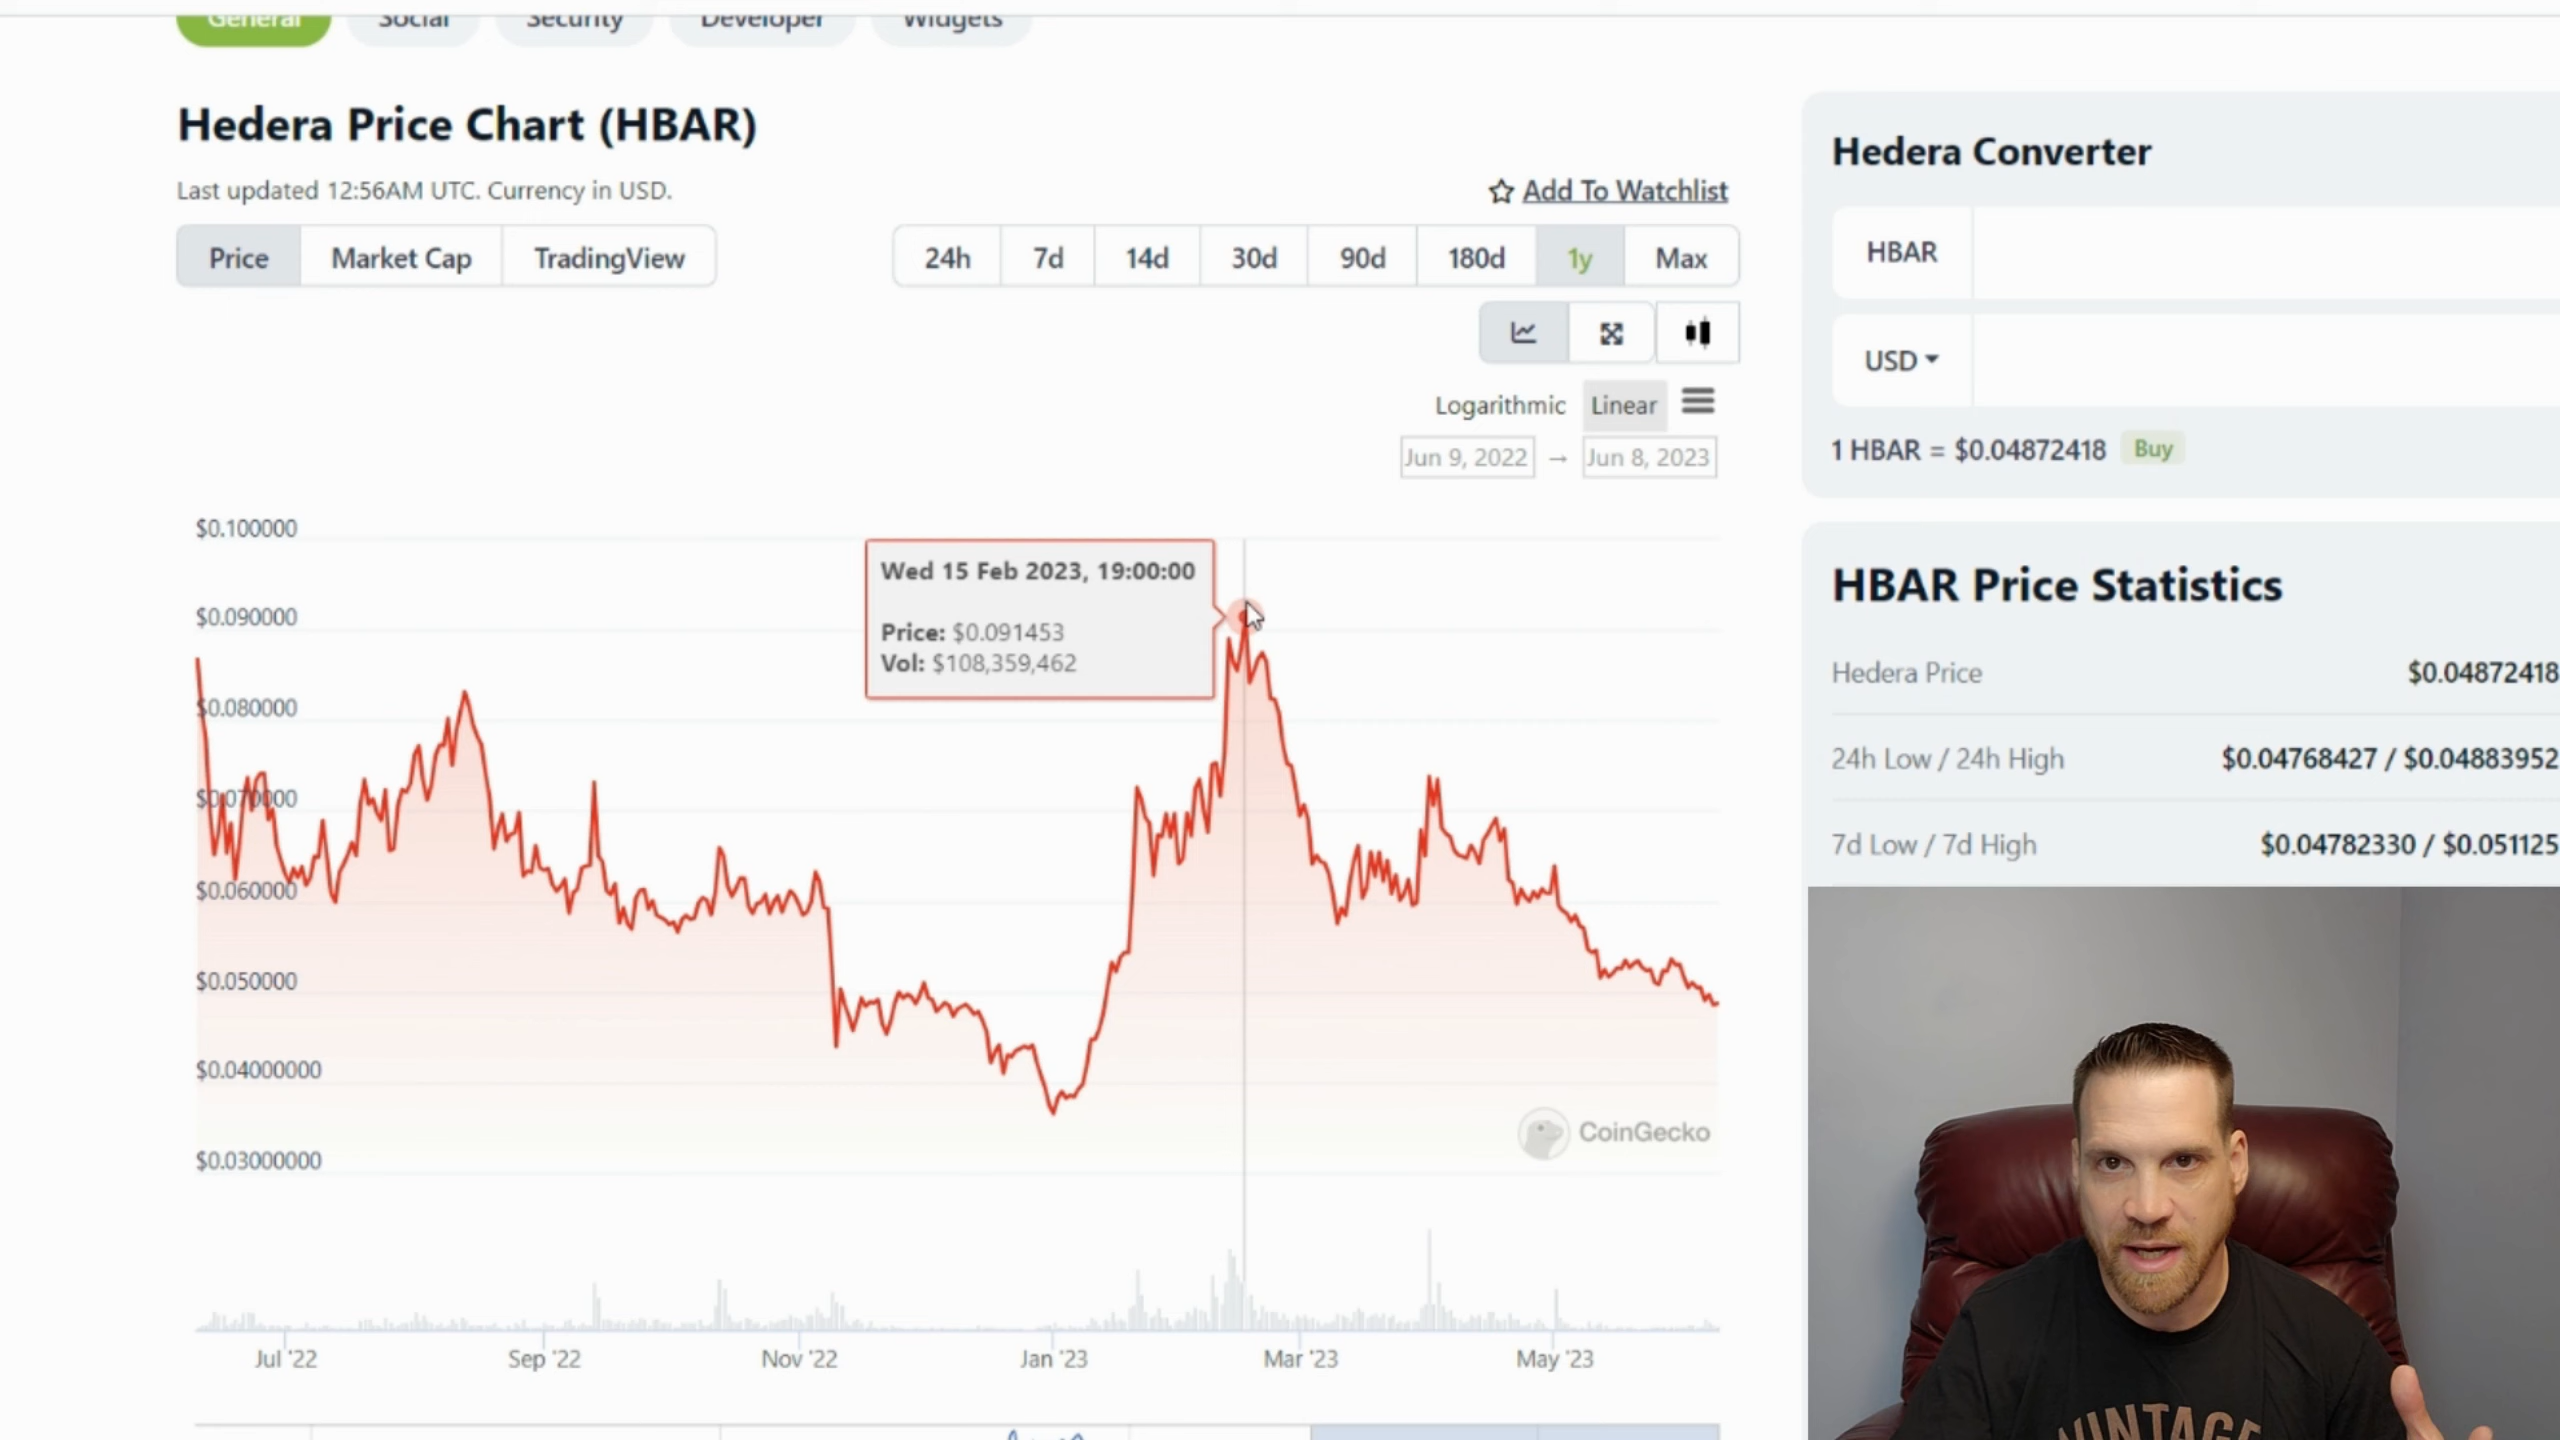 General Social Security Developer Widgets
Hedera Price Chart (HBAR)
Last updated 12:56AM UTC. Currency in USD.
Add To Watchlist
Price Market Cap TradingView
24h 7d 14d 30d 90d 180d 1y Max
Logarithmic Linear
Jun 9, 2022 → Jun 8, 2023
$0.100000
$0.090000
$0.080000
$0.070000
$0.060000
$0.050000
$0.04000000
$0.03000000
Wed 15 Feb 2023, 19:00:00
Price: $0.091453
Vol: $108,359,462
CoinGecko
Jul '22 Sep '22 Nov '22 Jan '23 Mar '23 May '23
Hedera Converter
HBAR
USD
1 HBAR = $0.04872418 Buy
HBAR Price Statistics
Hedera Price $0.04872418
24h Low / 24h High $0.04768427 / $0.04883952
7d Low / 7d High $0.04782330 / $0.051125
VINTAGE